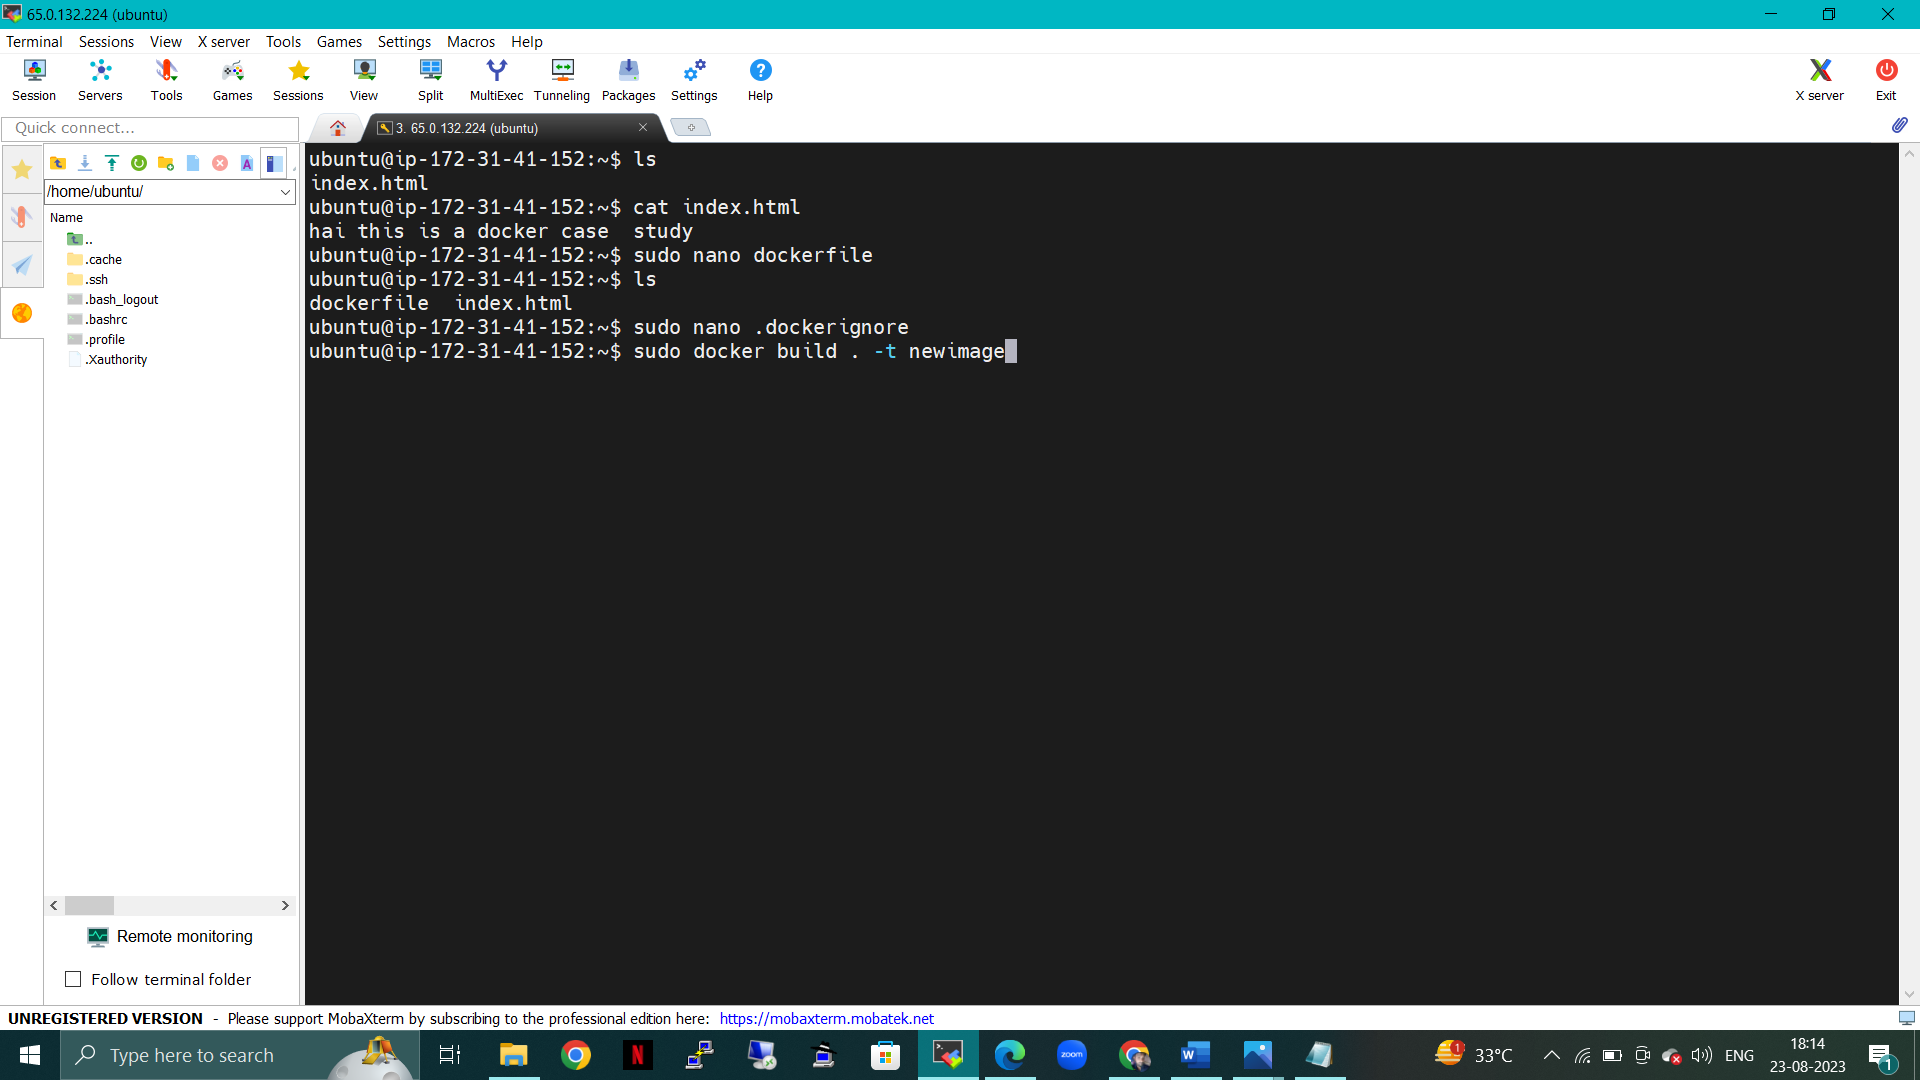 65.0.132.224 (ubuntu)
Terminal Sessions View X server Tools Games Settings Macros Help
Session Servers Tools Games Sessions View Split MultiExec Tunneling Packages Settings Help X server Exit
Quick connect...
3. 65.0.132.224 (ubuntu)
/home/ubuntu/
Name
..
.cache
.ssh
.bash_logout
.bashrc
.profile
.Xauthority
ubuntu@ip-172-31-41-152:~$ ls
index.html
ubuntu@ip-172-31-41-152:~$ cat index.html
hai this is a docker case  study
ubuntu@ip-172-31-41-152:~$ sudo nano dockerfile
ubuntu@ip-172-31-41-152:~$ ls
dockerfile  index.html
ubuntu@ip-172-31-41-152:~$ sudo nano .dockerignore
ubuntu@ip-172-31-41-152:~$ sudo docker build . -t newimage
Remote monitoring
Follow terminal folder
UNREGISTERED VERSION - Please support MobaXterm by subscribing to the professional edition here: https://mobaxterm.mobatek.net
Type here to search
zoom
1
33°C
ENG
18:14
23-08-2023
1